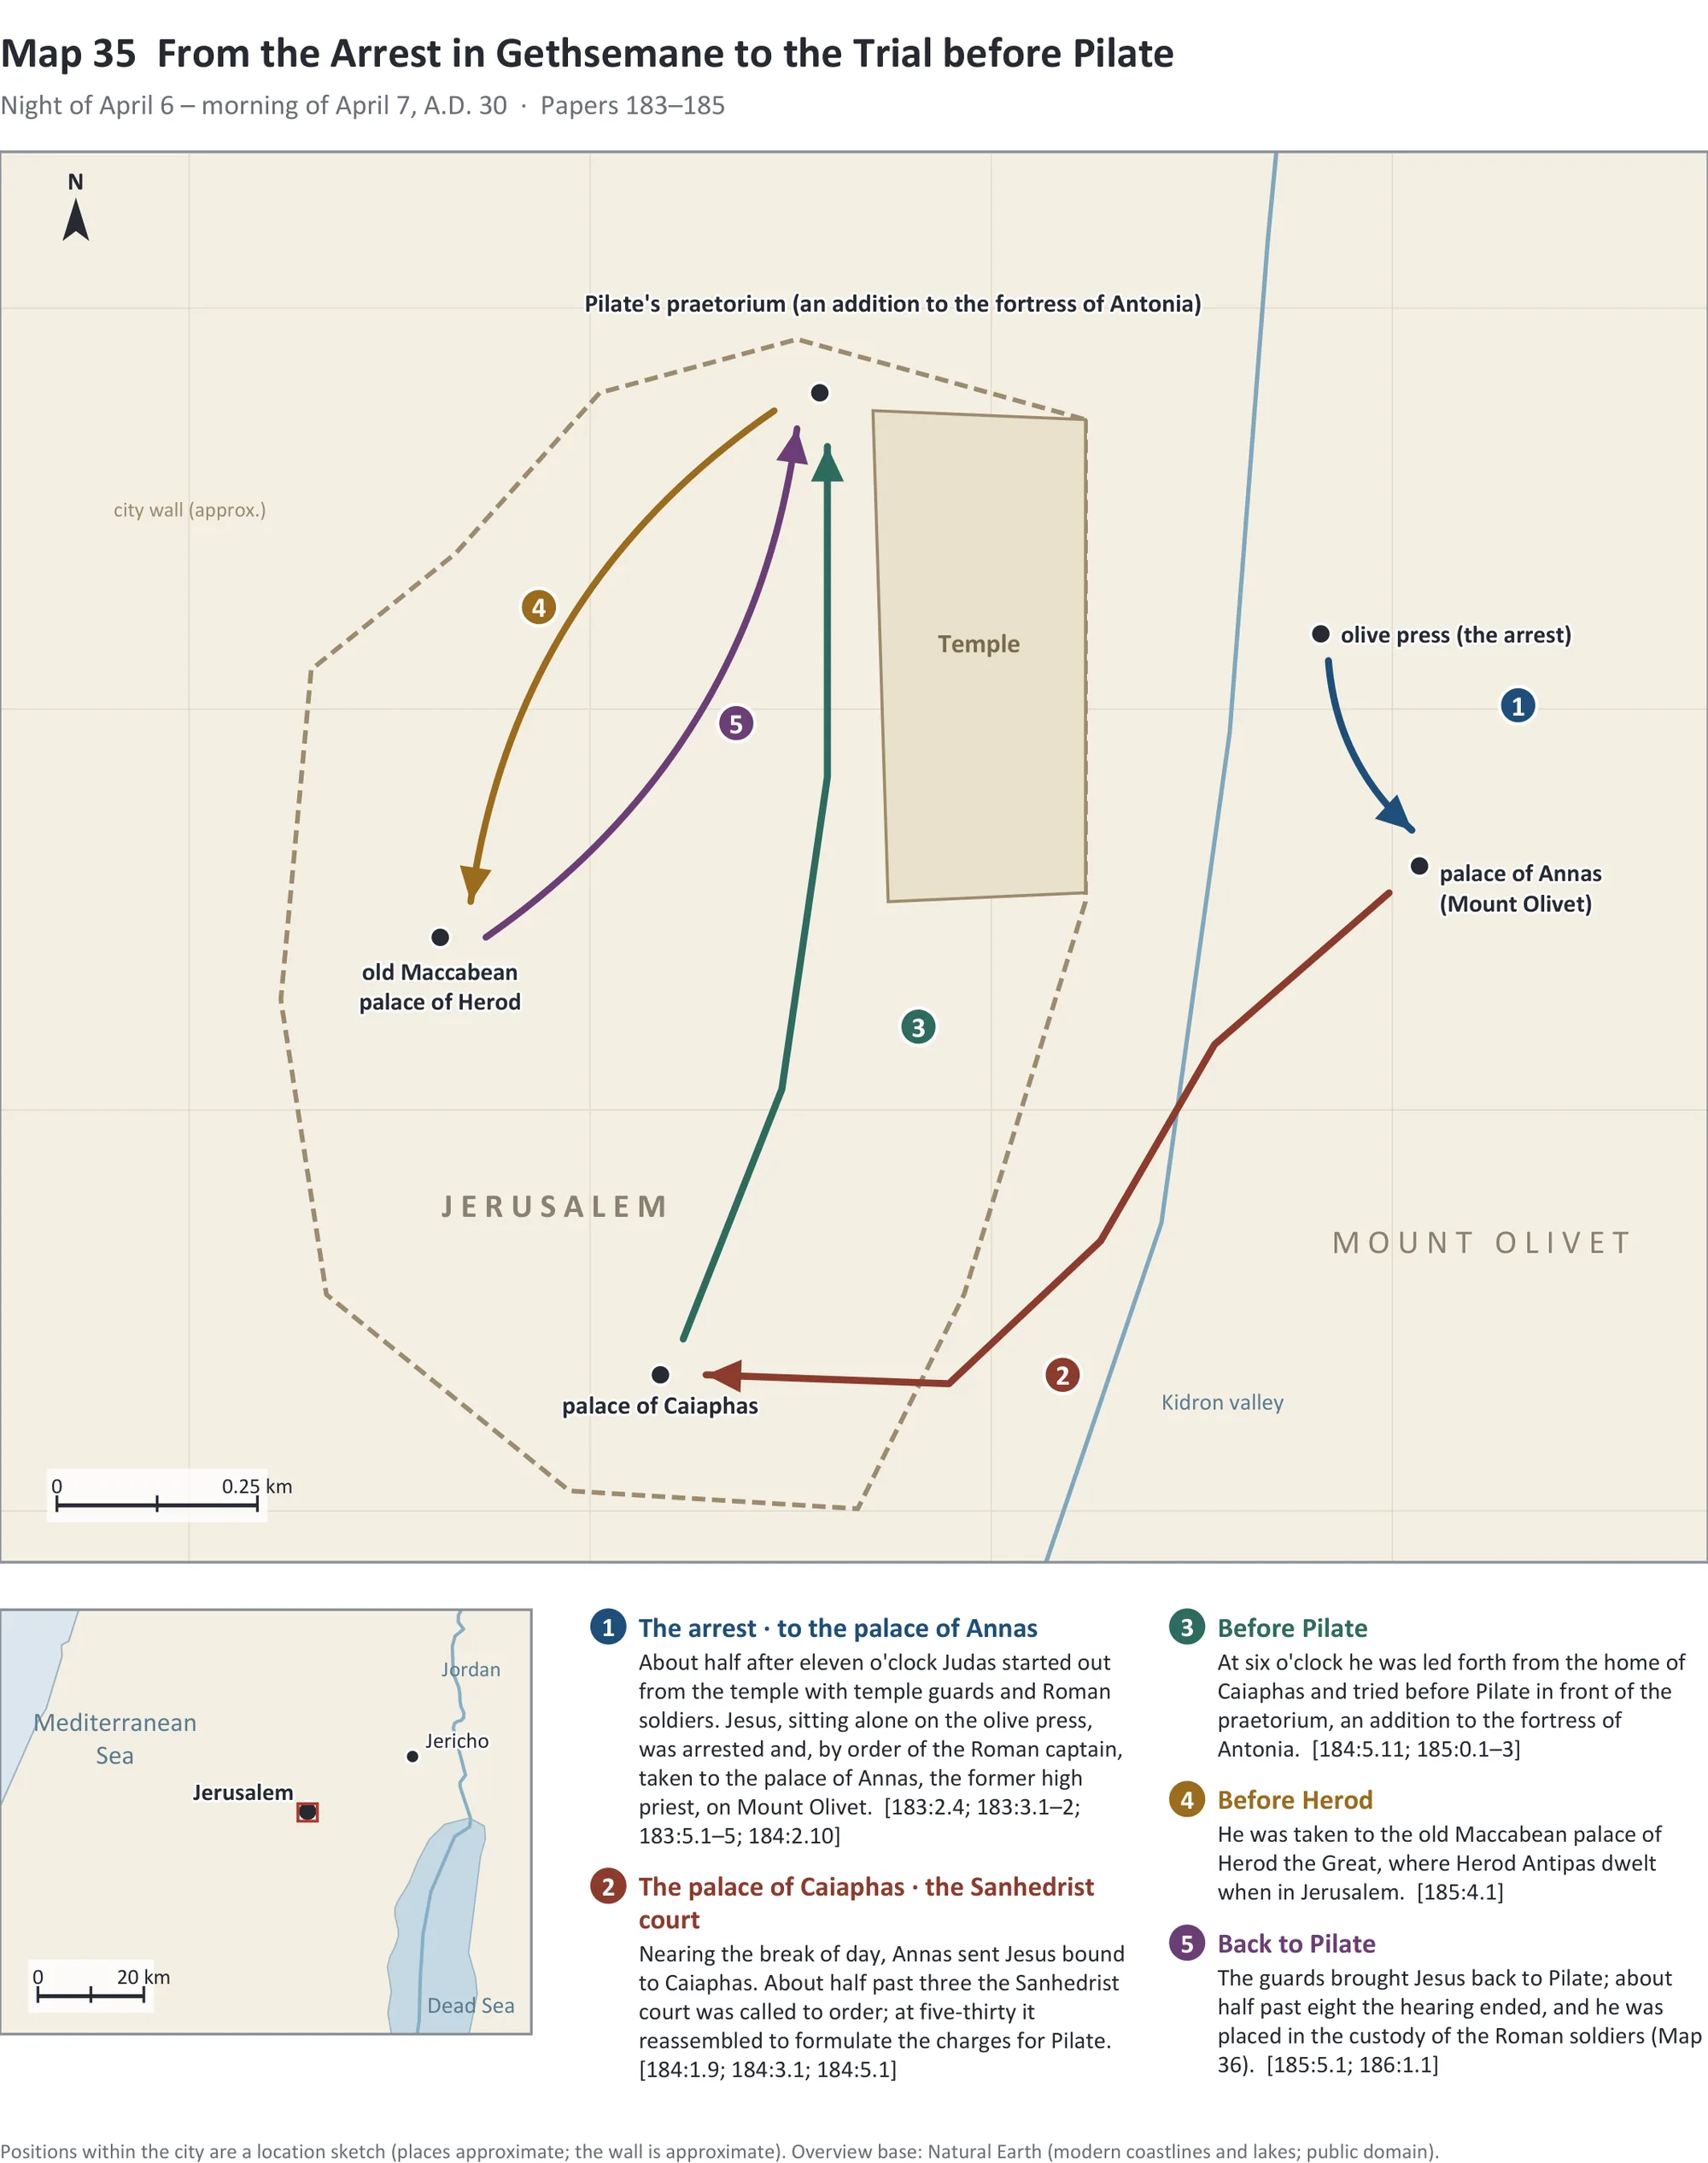 Map 35  From the Arrest in Gethsemane to the Trial before Pilate
Night of April 6 – morning of April 7, A.D. 30  ·  Papers 183–185
N
Pilate's praetorium (an addition to the fortress of Antonia)
city wall (approx.)
4
Temple
olive press (the arrest)
1
5
palace of Annas
(Mount Olivet)
old Maccabean
palace of Herod
3
JERUSALEM
MOUNT OLIVET
2
palace of Caiaphas
Kidron valley
0 0.25 km
Jordan
Mediterranean
Sea
Jericho
Jerusalem
0 20 km
Dead Sea
1 The arrest · to the palace of Annas
About half after eleven o'clock Judas started out
from the temple with temple guards and Roman
soldiers. Jesus, sitting alone on the olive press,
was arrested and, by order of the Roman captain,
taken to the palace of Annas, the former high
priest, on Mount Olivet.  [183:2.4; 183:3.1–2;
183:5.1–5; 184:2.10]
2 The palace of Caiaphas · the Sanhedrist
court
Nearing the break of day, Annas sent Jesus bound
to Caiaphas. About half past three the Sanhedrist
court was called to order; at five-thirty it
reassembled to formulate the charges for Pilate.
[184:1.9; 184:3.1; 184:5.1]
3 Before Pilate
At six o'clock he was led forth from the home of
Caiaphas and tried before Pilate in front of the
praetorium, an addition to the fortress of
Antonia.  [184:5.11; 185:0.1–3]
4 Before Herod
He was taken to the old Maccabean palace of
Herod the Great, where Herod Antipas dwelt
when in Jerusalem.  [185:4.1]
5 Back to Pilate
The guards brought Jesus back to Pilate; about
half past eight the hearing ended, and he was
placed in the custody of the Roman soldiers (Map
36).  [185:5.1; 186:1.1]
Positions within the city are a location sketch (places approximate; the wall is approximate). Overview base: Natural Earth (modern coastlines and lakes; public domain).